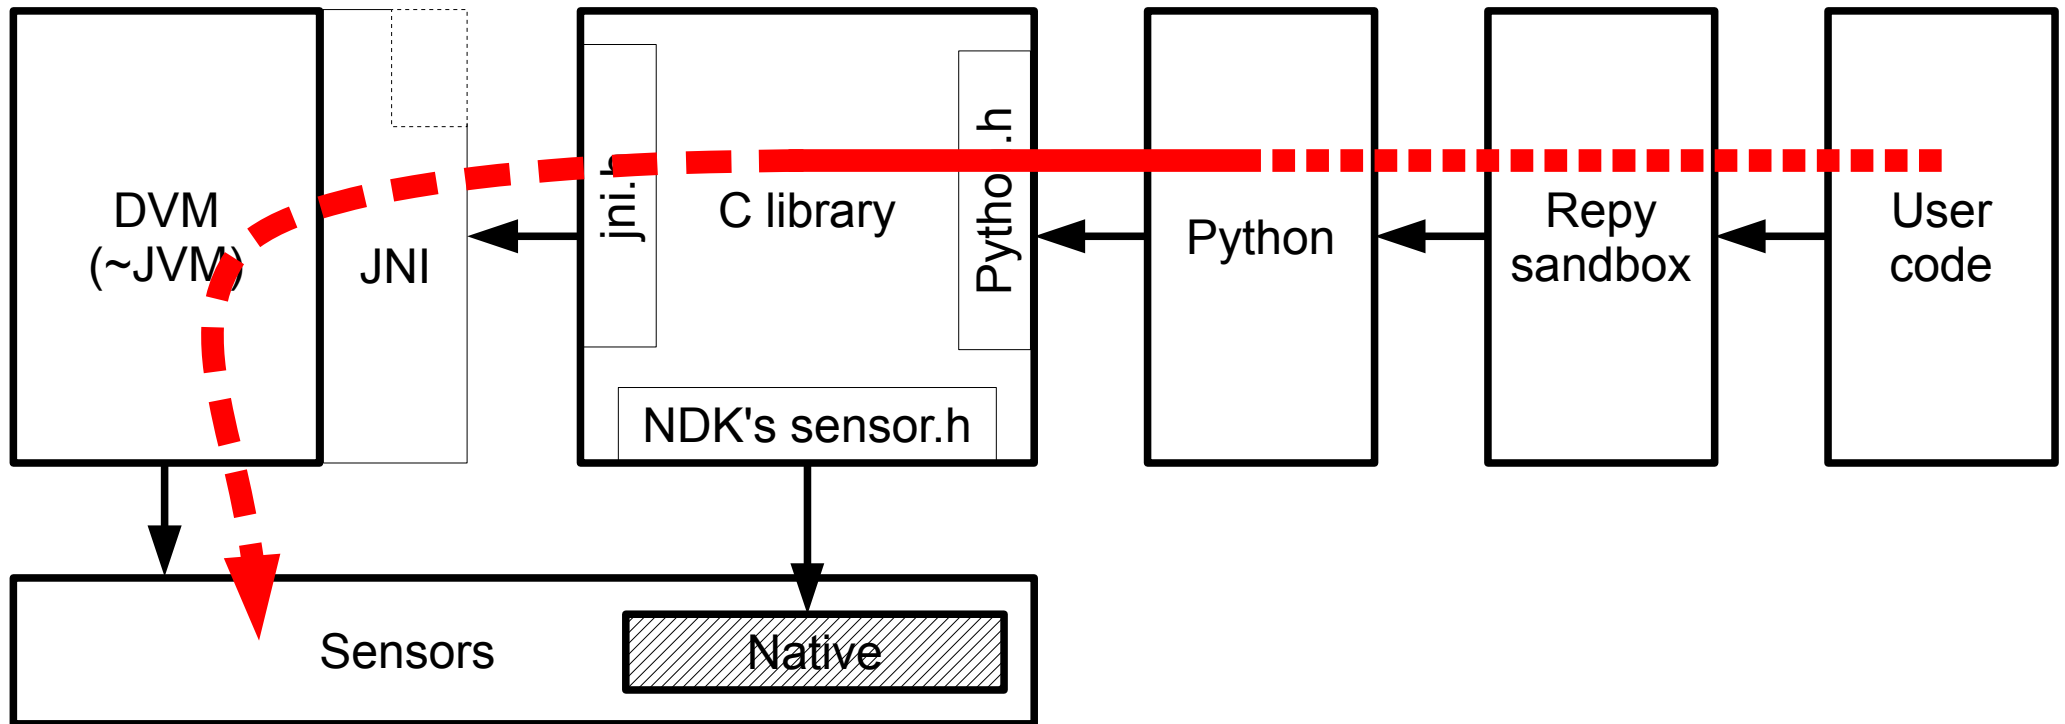 DVM
(~JVM)
JNI
jni.h
C library
Python.h
NDK's sensor.h
Python
Repy
sandbox
User
code
Sensors
Native